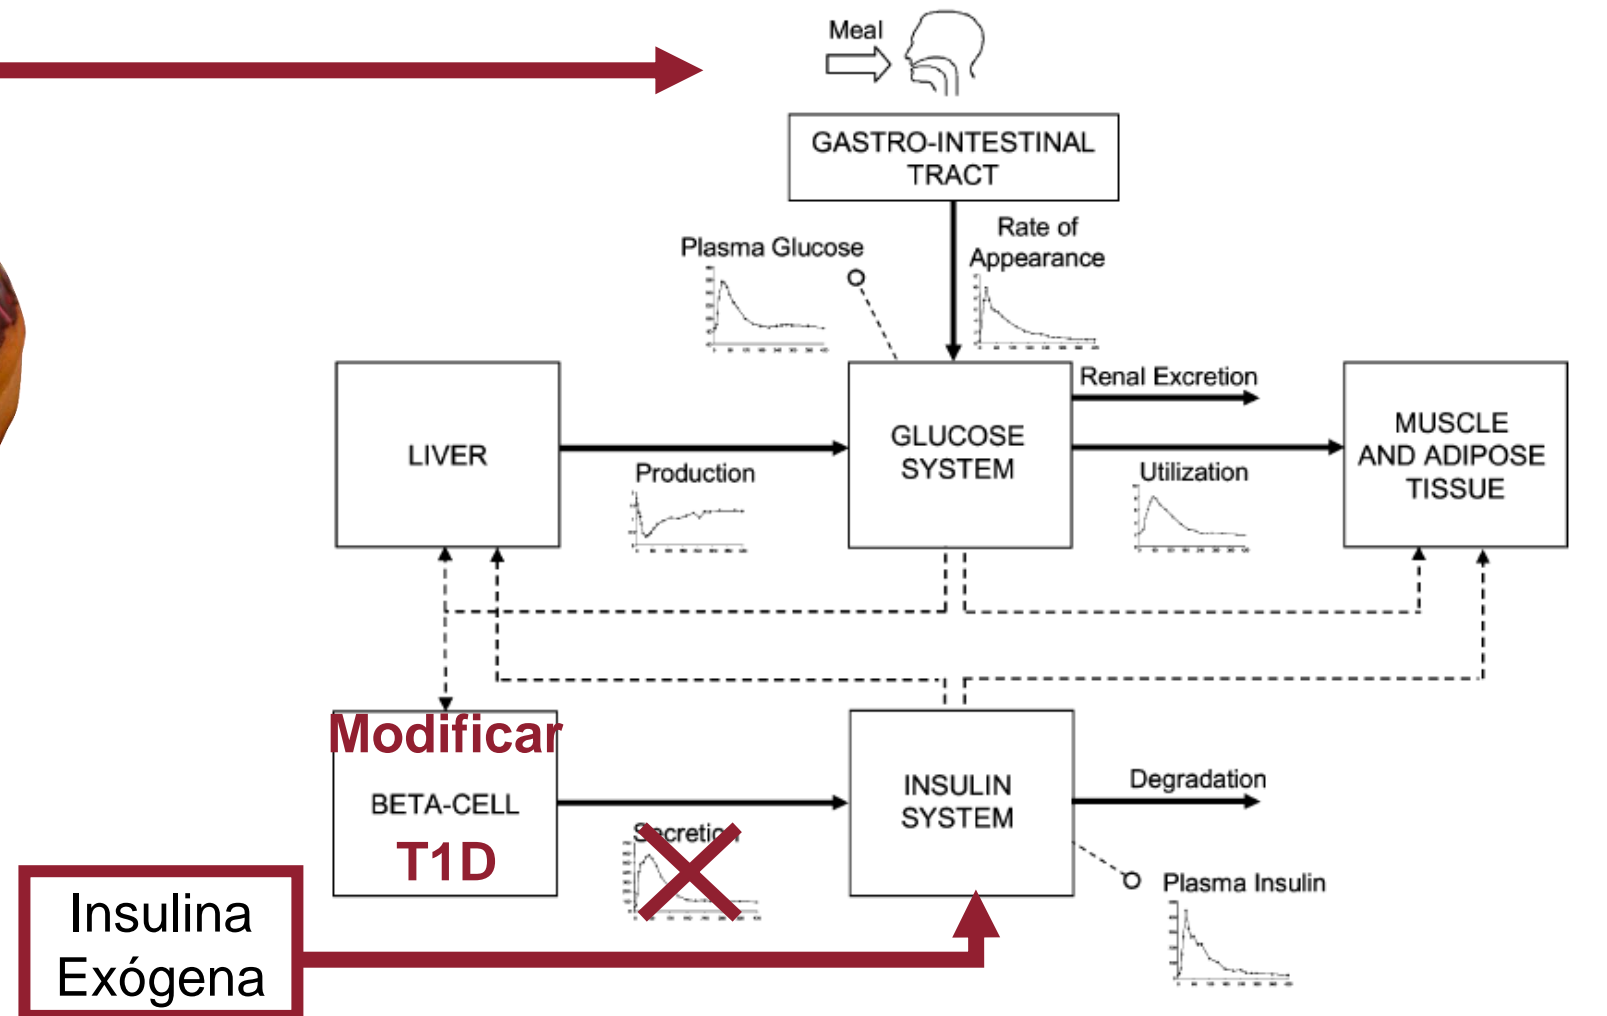 Meal
GASTRO-INTESTINAL
TRACT
Rate of
Appearance
Plasma Glucose
Renal Excretion
LIVER
Production
GLUCOSE
SYSTEM
Utilization
MUSCLE
AND ADIPOSE
TISSUE
Modificar
BETA-CELL
T1D
Secretion
INSULIN
SYSTEM
Degradation
Plasma Insulin
Insulina
Exógena